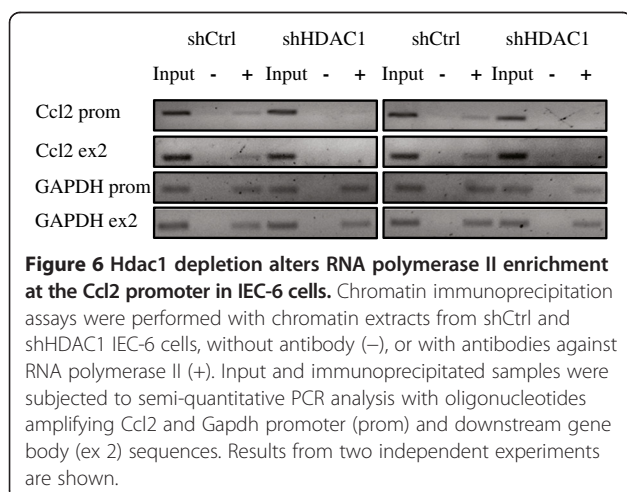 shCtrl shHDAC1 shCtrl shHDAC1
Input - + Input - + Input - + Input - +
Ccl2 prom
Ccl2 ex2
GAPDH prom
GAPDH ex2
Figure 6 Hdac1 depletion alters RNA polymerase II enrichment
at the Ccl2 promoter in IEC-6 cells. Chromatin immunoprecipitation
assays were performed with chromatin extracts from shCtrl and
shHDAC1 IEC-6 cells, without antibody (−), or with antibodies against
RNA polymerase II (+). Input and immunoprecipitated samples were
subjected to semi-quantitative PCR analysis with oligonucleotides
amplifying Ccl2 and Gapdh promoter (prom) and downstream gene
body (ex 2) sequences. Results from two independent experiments
are shown.